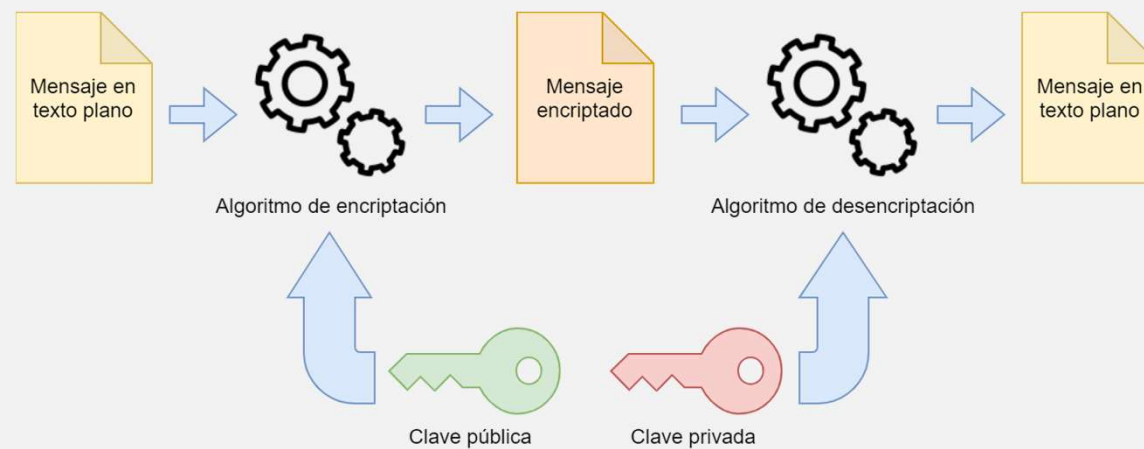 Mensaje en
texto plano
Mensaje
encriptado
Mensaje en
texto plano
Algoritmo de encriptación
Algoritmo de desencriptación
Clave pública
Clave privada